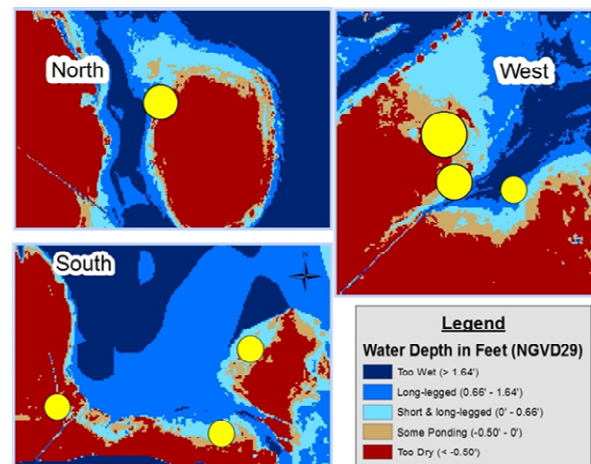 North
West
South
N
Legend
Water Depth in Feet (NGVD29)
Too Wet (> 1.64')
Long-legged (0.66' - 1.64')
Short & long-legged (0' - 0.66')
Some Ponding (-0.50' - 0')
Too Dry (< -0.50')